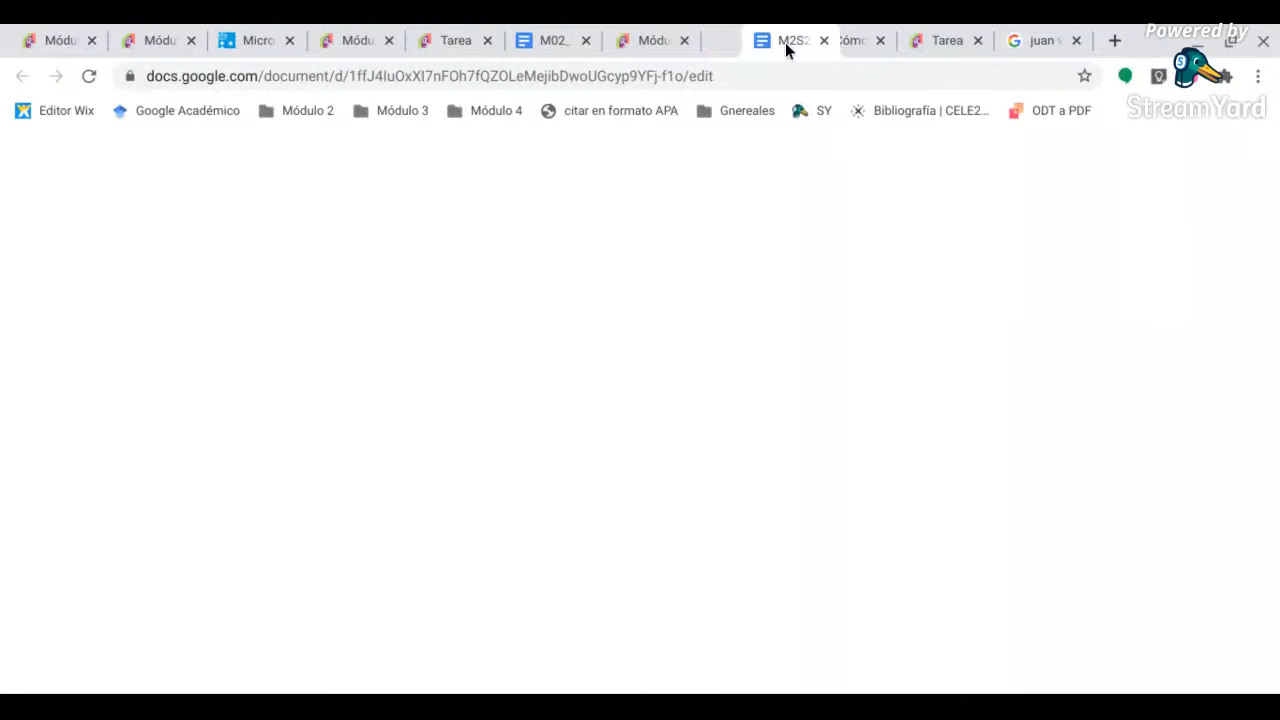 Powered by
Módu Módu Micro Módu Tarea M02_ Módu M2S2 Tarea juan
docs.google.com/document/d/1ffJ4luOxXl7nFOh7fQZOLeMejibDwoUGcyp9YFj-f1o/edit
StreamYard
Editor Wix Google Académico Módulo 2 Módulo 3 Módulo 4 citar en formato APA Gnereales SY Bibliografía | CELE2... ODT a PDF